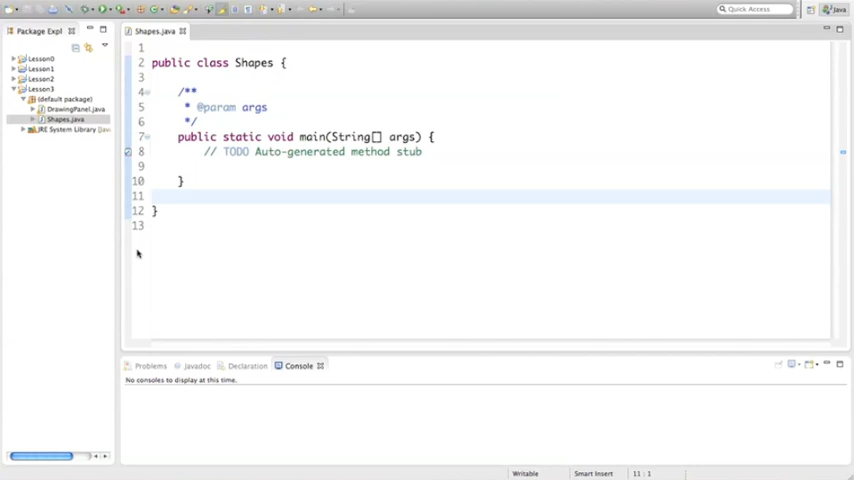 Quick Access
Java
Package Expl
Lesson0
Lesson1
Lesson2
Lesson3
(default package)
DrawingPanel.java
Shapes.java
JRE System Library
Shapes.java
1
2 public class Shapes {
3
4 /**
5 * @param args
6 */
7 public static void main(String[] args) {
8 // TODO Auto-generated method stub
9
10 }
11
12 }
13
Problems Javadoc Declaration Console
No consoles to display at this time.
Writable Smart Insert 11 : 1